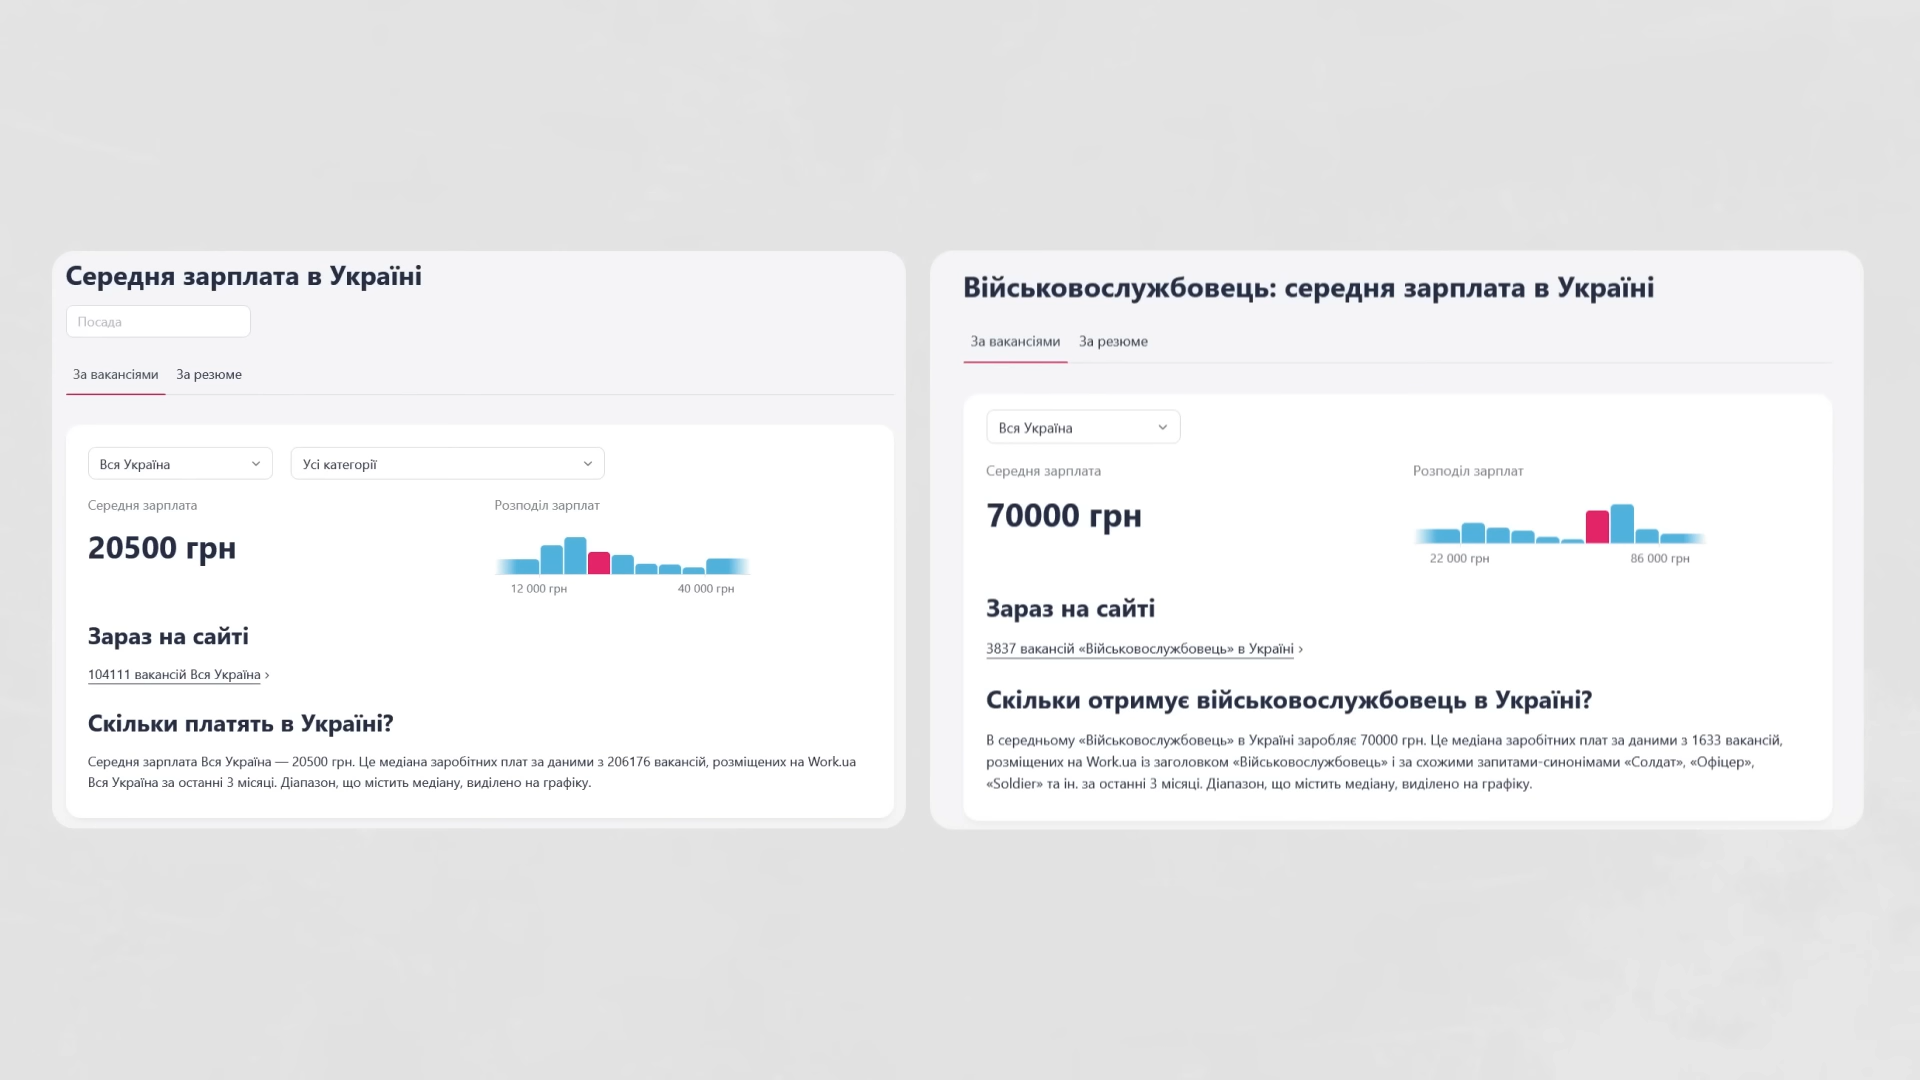 Середня зарплата в Україні
Посада
За вакансіями За резюме
Вся Україна Усі категорії
Середня зарплата Розподіл зарплат
20500 грн
12 000 грн 40 000 грн
Зараз на сайті
104111 вакансій Вся Україна ›
Скільки платять в Україні?
Середня зарплата Вся Україна — 20500 грн. Це медіана заробітних плат за даними з 206176 вакансій, розміщених на Work.ua
Вся Україна за останні 3 місяці. Діапазон, що містить медіану, виділено на графіку.
Військовослужбовець: середня зарплата в Україні
За вакансіями За резюме
Вся Україна
Середня зарплата Розподіл зарплат
70000 грн
22 000 грн 86 000 грн
Зараз на сайті
3837 вакансій «Військовослужбовець» в Україні ›
Скільки отримує військовослужбовець в Україні?
В середньому «Військовослужбовець» в Україні заробляє 70000 грн. Це медіана заробітних плат за даними з 1633 вакансій,
розміщених на Work.ua із заголовком «Військовослужбовець» і за схожими запитами-синонімами «Солдат», «Офіцер»,
«Soldier» та ін. за останні 3 місяці. Діапазон, що містить медіану, виділено на графіку.